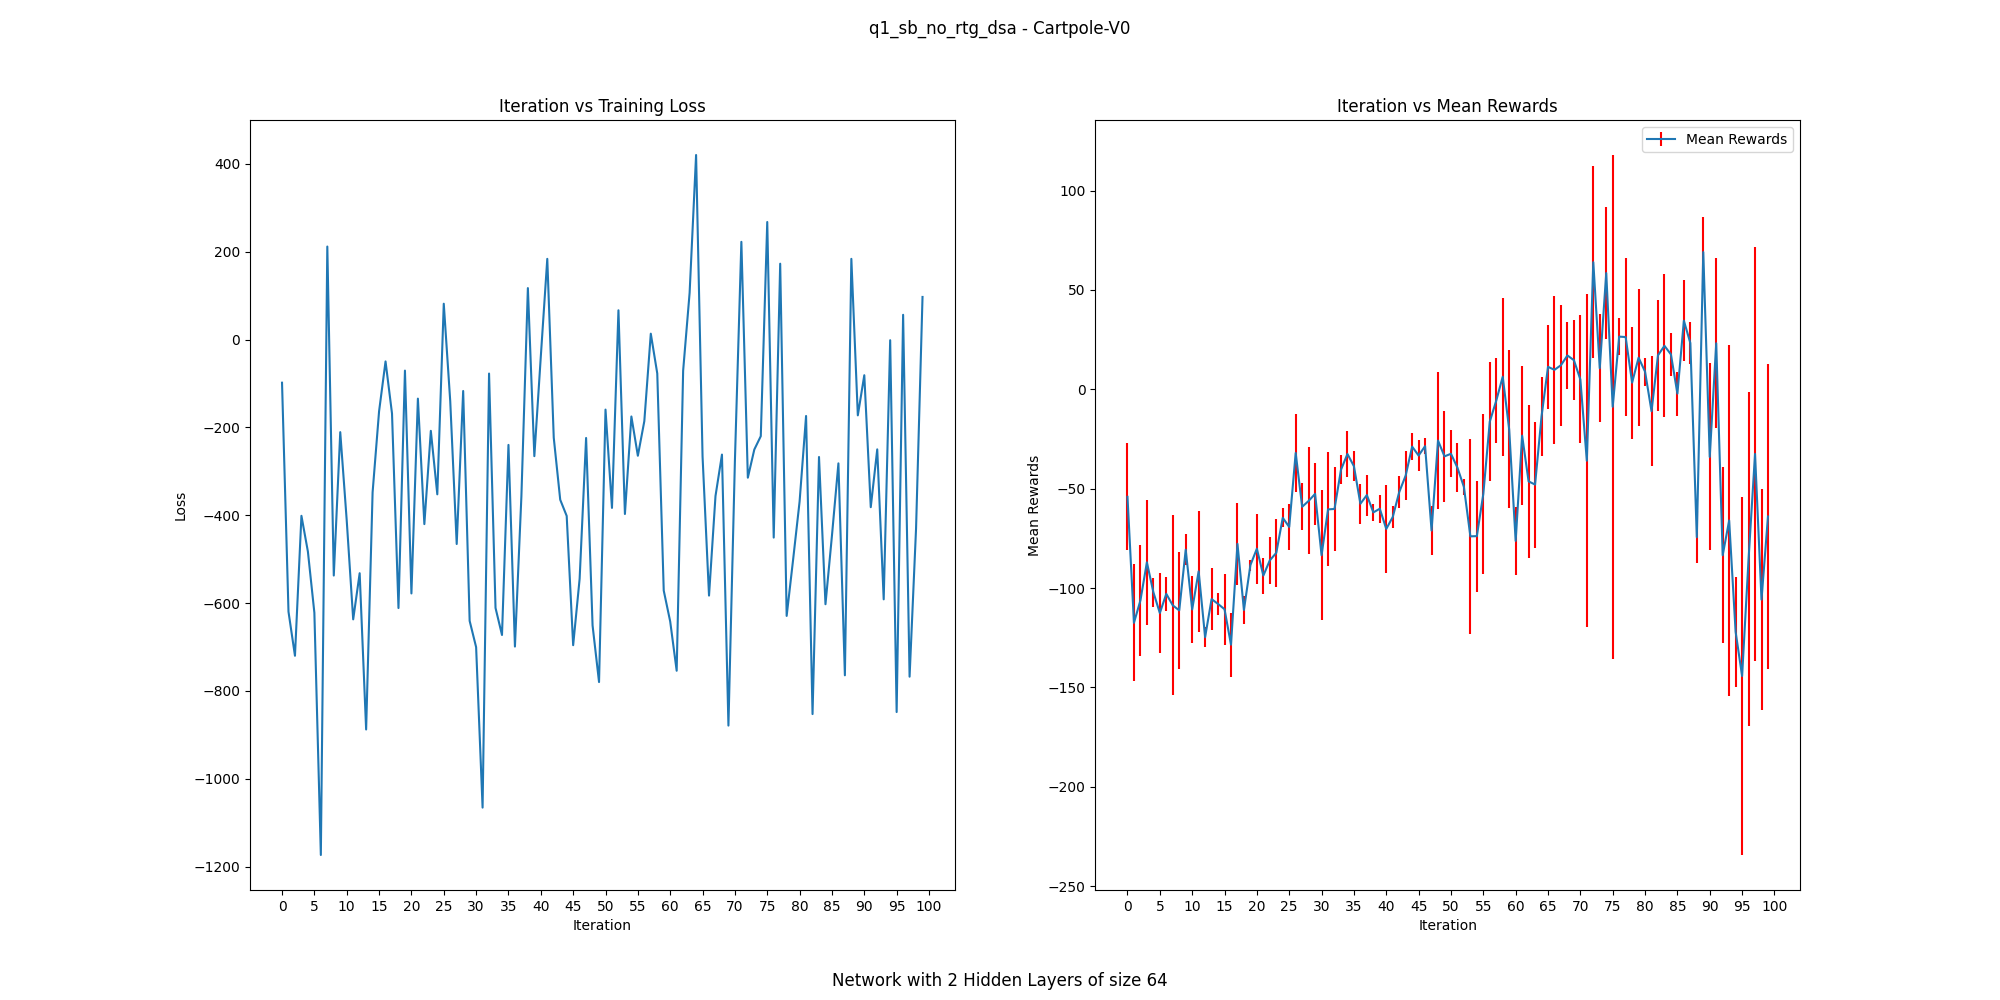 q1_sb_no_rtg_dsa - Cartpole-V0
Iteration vs Training Loss
400
200
0
−200
−400
−600
−800
−1000
−1200
Loss
0 5 10 15 20 25 30 35 40 45 50 55 60 65 70 75 80 85 90 95 100
Iteration
Iteration vs Mean Rewards
Mean Rewards
100
50
0
−50
−100
−150
−200
−250
Mean Rewards
0 5 10 15 20 25 30 35 40 45 50 55 60 65 70 75 80 85 90 95 100
Iteration
Network with 2 Hidden Layers of size 64